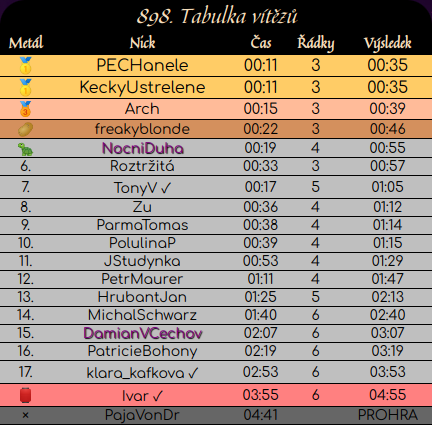 898. Tabulka vítězů
Metál Nick Čas Řádky Výsledek
1 PECHanele 00:11 3 00:35
1 KeckyUstrelene 00:11 3 00:35
3 Arch 00:15 3 00:39
freakyblonde 00:22 3 00:46
NocniDuha 00:19 4 00:55
6. Roztržitá 00:33 3 00:57
7. TonyV ✓ 00:17 5 01:05
8. Zu 00:36 4 01:12
9. ParmaTomas 00:38 4 01:14
10. PolulinaP 00:39 4 01:15
11. JStudynka 00:53 4 01:29
12. PetrMaurer 01:11 4 01:47
13. HrubantJan 01:25 5 02:13
14. MichalSchwarz 01:40 6 02:40
15. DamianVCechov 02:07 6 03:07
16. PatricieBohony 02:19 6 03:19
17. klara_kafkova ✓ 02:53 6 03:53
Ivar ✓ 03:55 6 04:55
× PajaVonDr 04:41 PROHRA